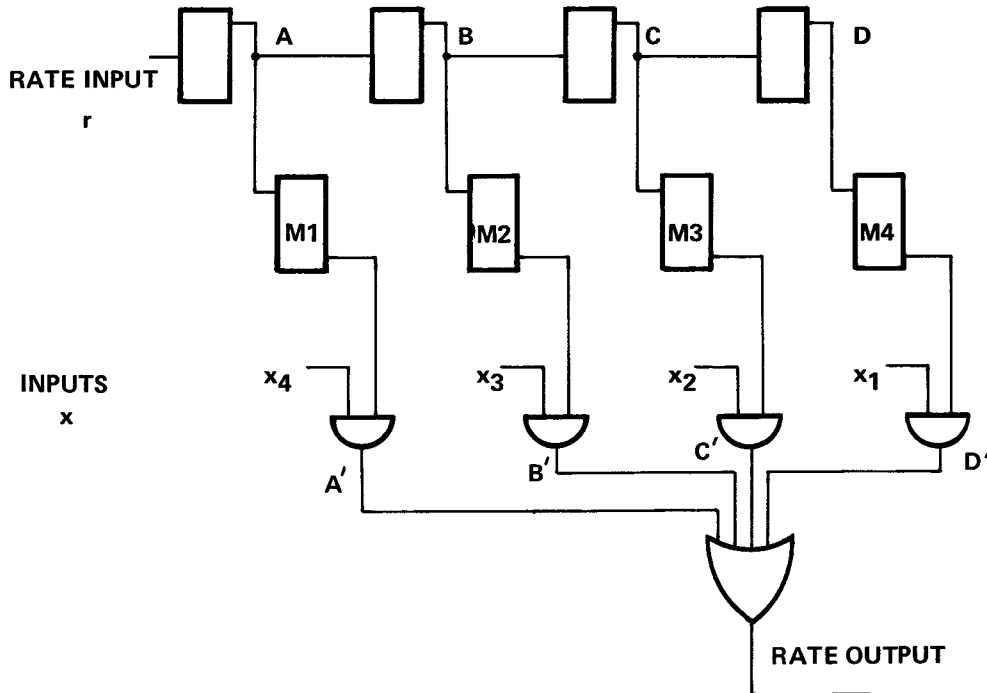 A B C D
RATE INPUT
r
M1 M2 M3 M4
INPUTS
x
x4 x3 x2 x1
A' B' C' D'
RATE OUTPUT